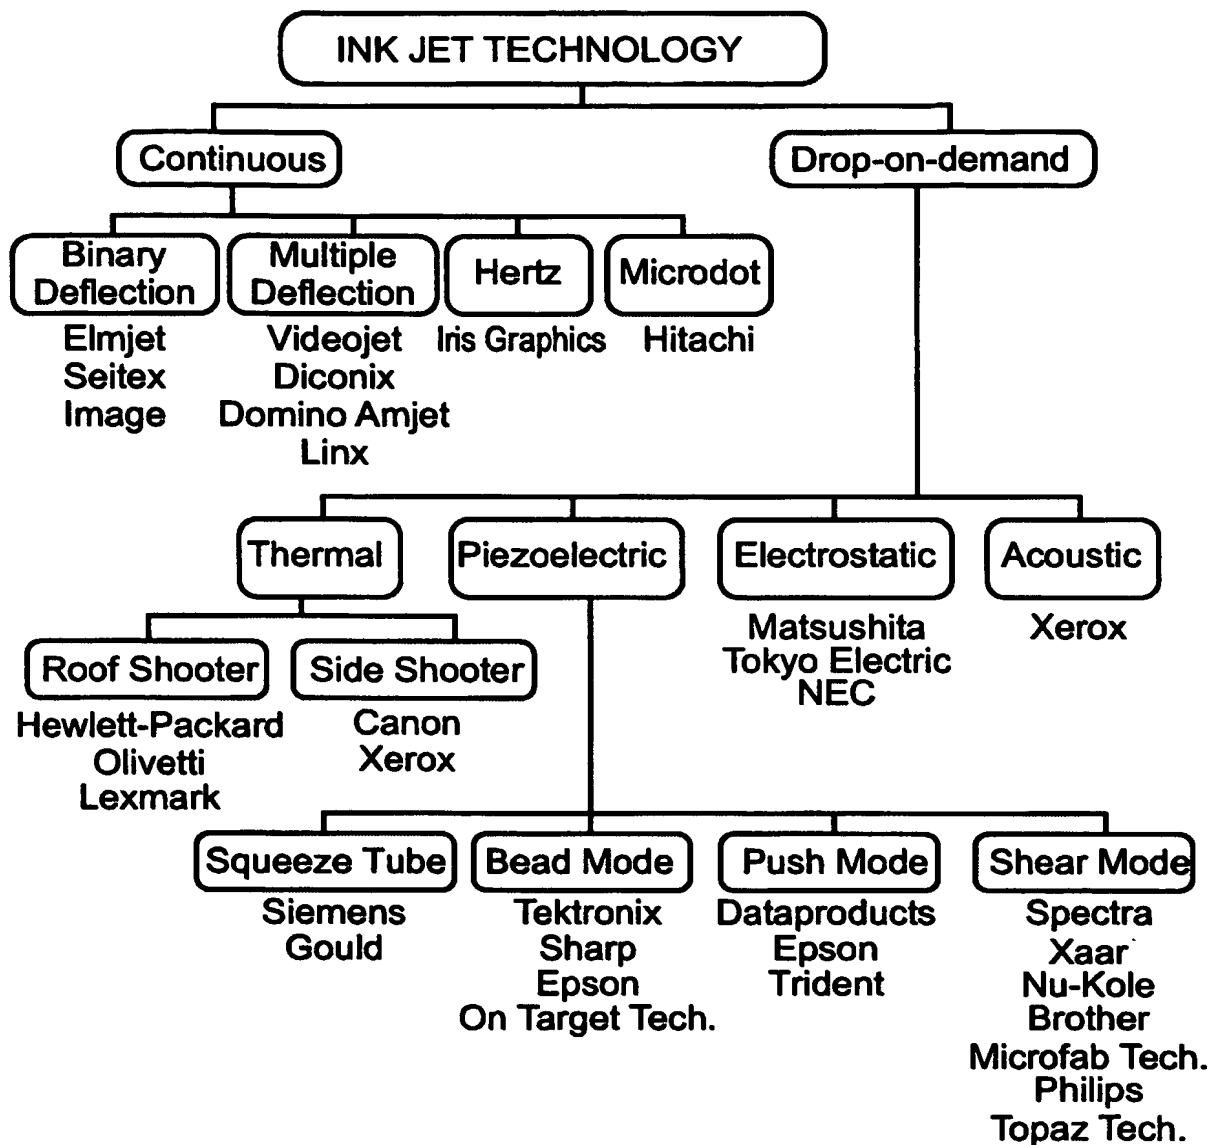 INK JET TECHNOLOGY
Continuous
Drop-on-demand
Binary
Deflection
Multiple
Deflection
Hertz
Microdot
Elmjet
Seitex
Image
Videojet
Diconix
Domino Amjet
Linx
Iris Graphics
Hitachi
Thermal
Piezoelectric
Electrostatic
Acoustic
Matsushita
Tokyo Electric
NEC
Xerox
Roof Shooter
Side Shooter
Hewlett-Packard
Olivetti
Lexmark
Canon
Xerox
Squeeze Tube
Bead Mode
Push Mode
Shear Mode
Siemens
Gould
Tektronix
Sharp
Epson
On Target Tech.
Dataproducts
Epson
Trident
Spectra
Xaar
Nu-Kole
Brother
Microfab Tech.
Philips
Topaz Tech.